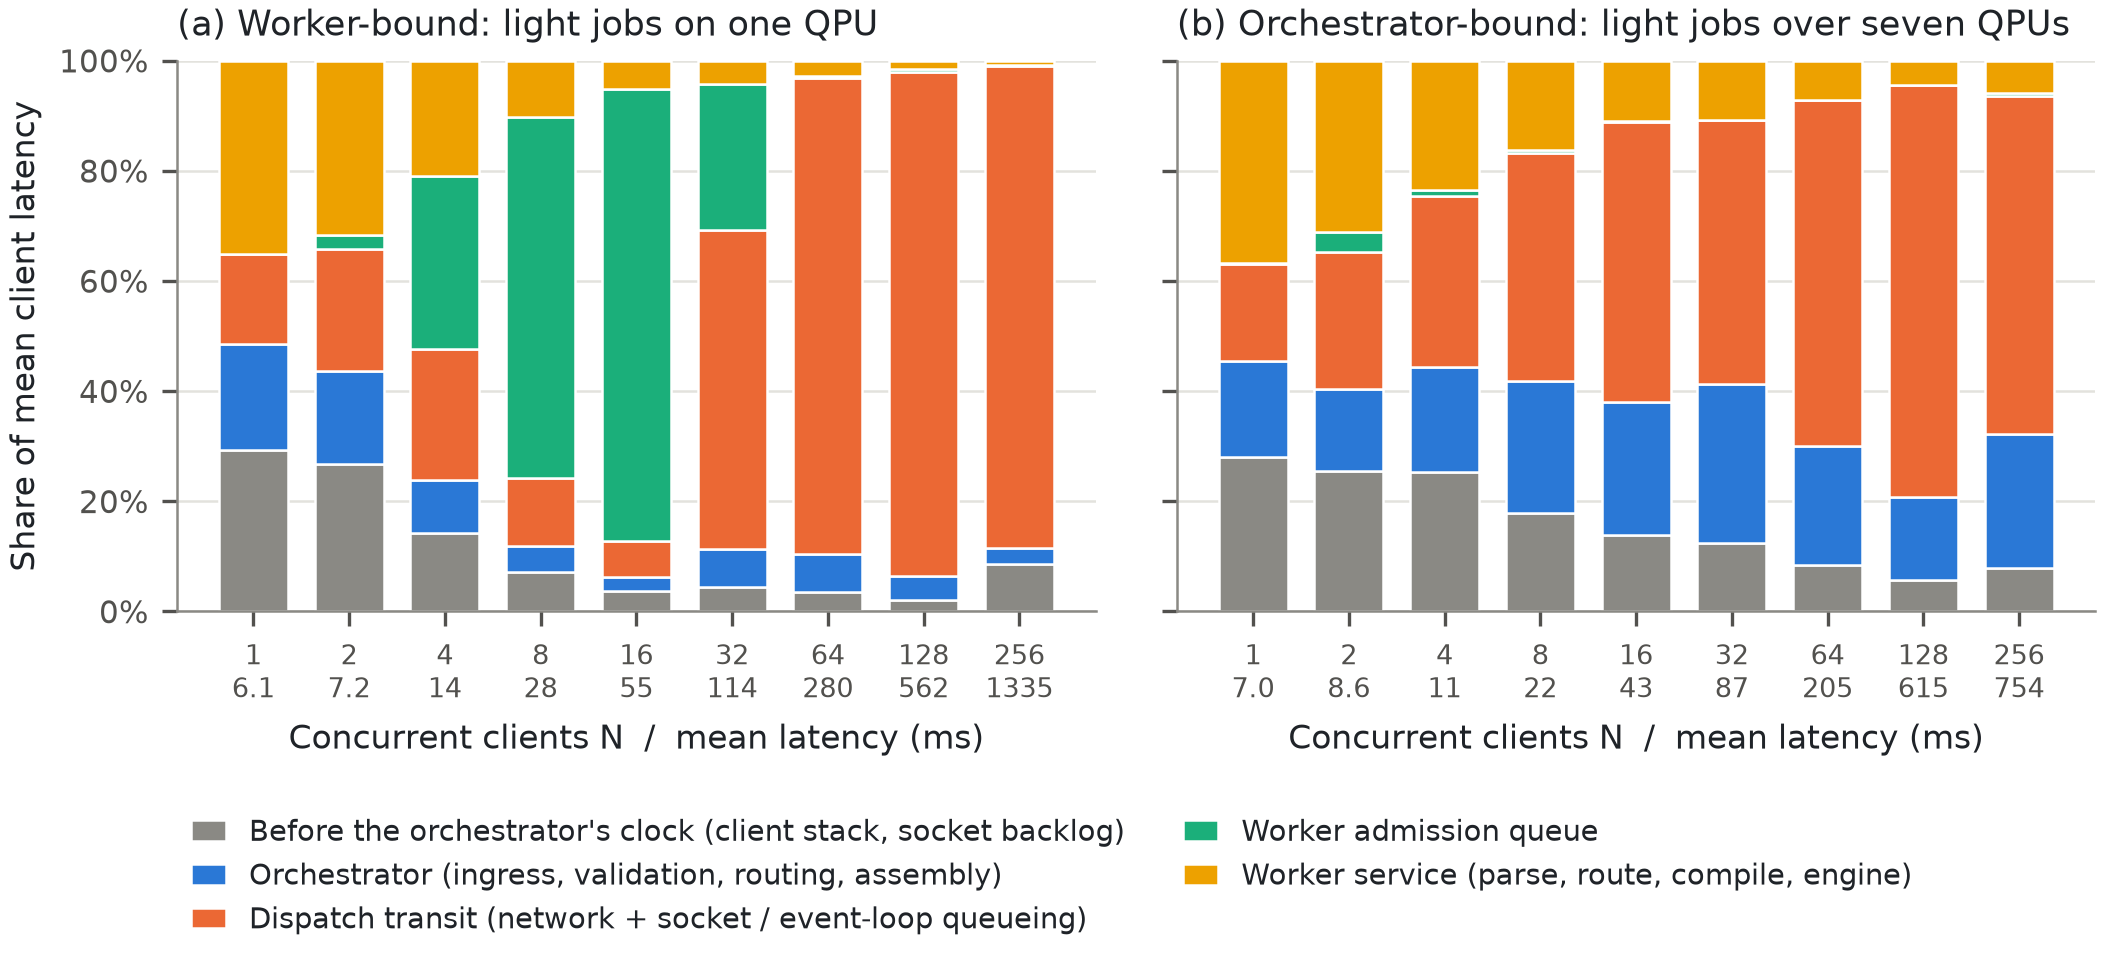 (a) Worker-bound: light jobs on one QPU
(b) Orchestrator-bound: light jobs over seven QPUs
Share of mean client latency
100%
80%
60%
40%
20%
0%
1 2 4 8 16 32 64 128 256
6.1 7.2 14 28 55 114 280 562 1335
Concurrent clients N / mean latency (ms)
1 2 4 8 16 32 64 128 256
7.0 8.6 11 22 43 87 205 615 754
Concurrent clients N / mean latency (ms)
Before the orchestrator's clock (client stack, socket backlog)
Orchestrator (ingress, validation, routing, assembly)
Dispatch transit (network + socket / event-loop queueing)
Worker admission queue
Worker service (parse, route, compile, engine)